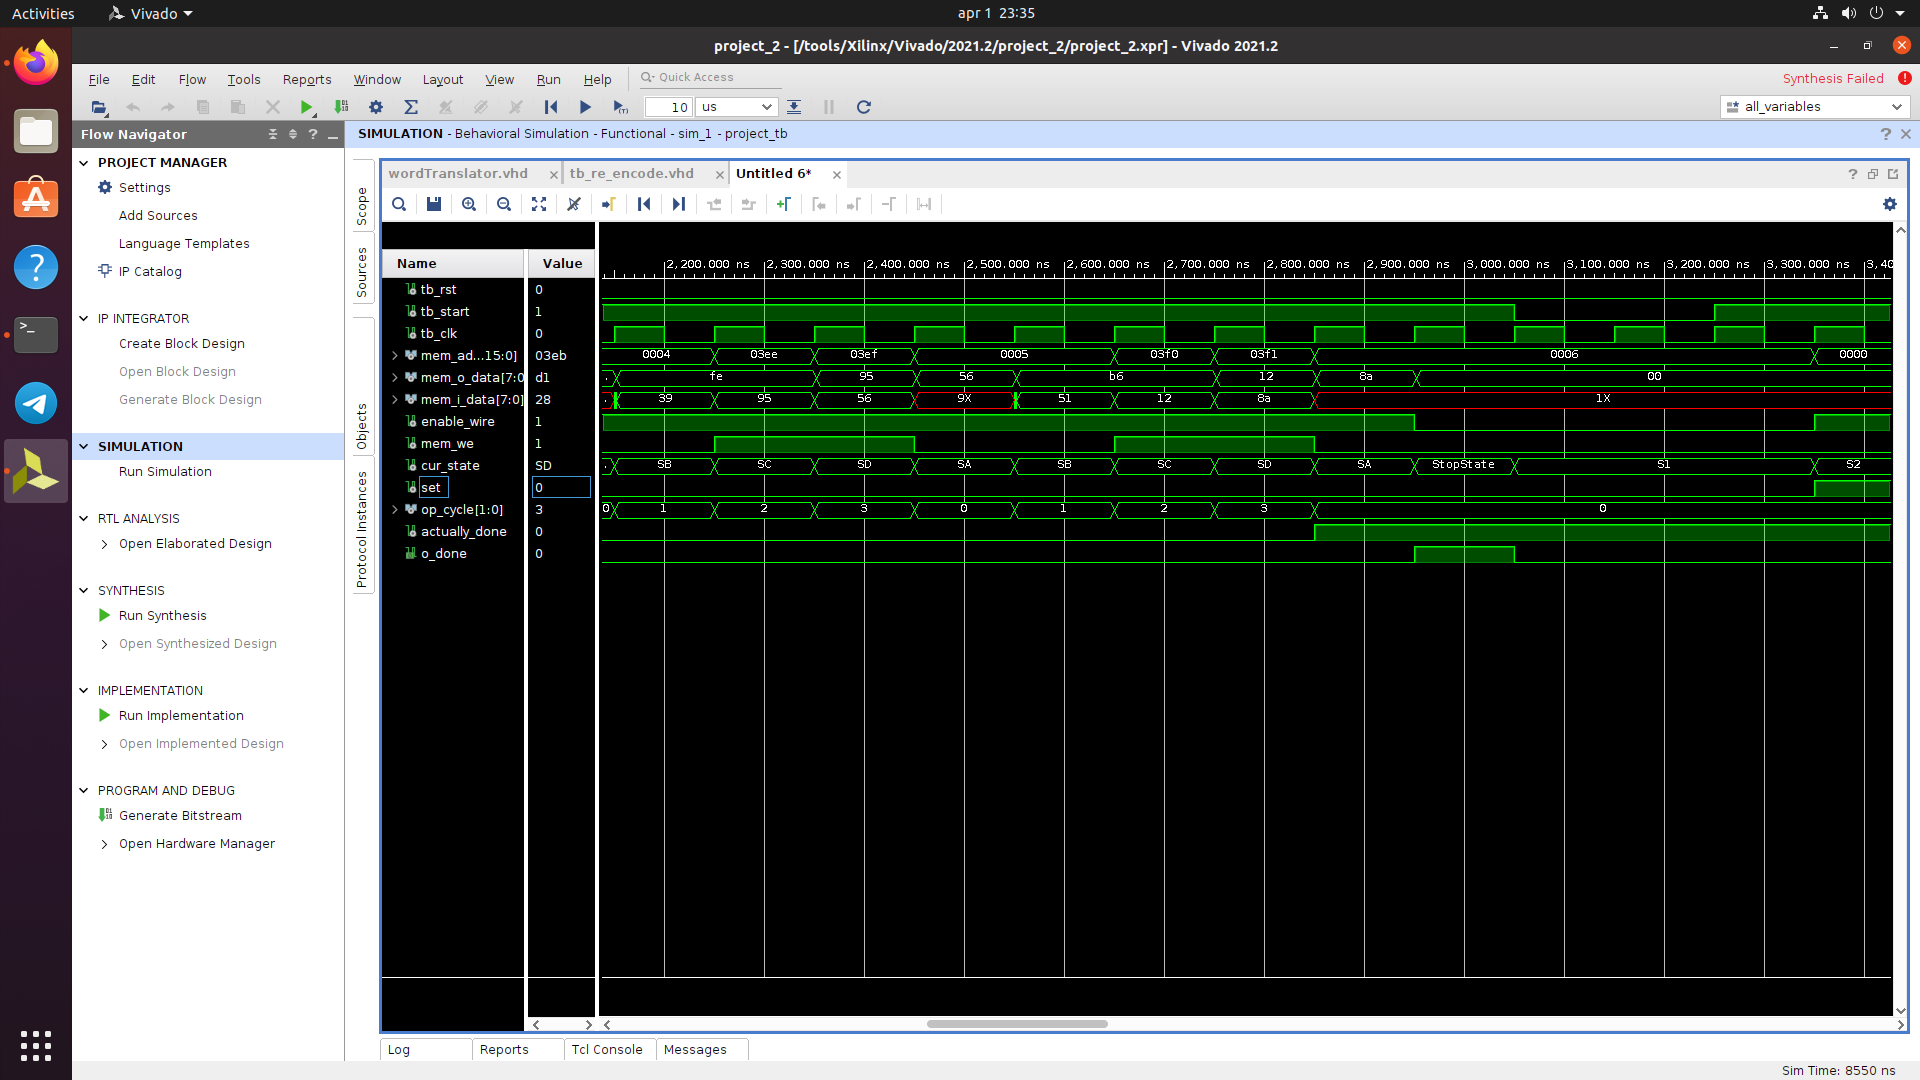 Activities
Vivado
apr 1 23:35
project_2 - [/tools/Xilinx/Vivado/2021.2/project_2/project_2.xpr] - Vivado 2021.2
File Edit Flow Tools Reports Window Layout View Run Help
Quick Access
Synthesis Failed
10 us
all_variables
Flow Navigator
SIMULATION - Behavioral Simulation - Functional - sim_1 - project_tb
PROJECT MANAGER
Settings
Add Sources
Language Templates
IP Catalog
IP INTEGRATOR
Create Block Design
Open Block Design
Generate Block Design
SIMULATION
Run Simulation
RTL ANALYSIS
Open Elaborated Design
SYNTHESIS
Run Synthesis
Open Synthesized Design
IMPLEMENTATION
Run Implementation
Open Implemented Design
PROGRAM AND DEBUG
Generate Bitstream
Open Hardware Manager
Scope
Sources
Objects
Protocol Instances
wordTranslator.vhd
tb_re_encode.vhd
Untitled 6*
Name Value
2,200.000 ns 2,300.000 ns 2,400.000 ns 2,500.000 ns 2,600.000 ns 2,700.000 ns 2,800.000 ns 2,900.000 ns 3,000.000 ns 3,100.000 ns 3,200.000 ns 3,300.000 ns 3,40
tb_rst 0
tb_start 1
tb_clk 0
mem_ad...15:0] 03eb 0004 03ee 03ef 0005 03f0 03f1 0006 0000
mem_o_data[7:0 d1 fe 95 56 b6 12 8a 00
mem_i_data[7:0] 28 39 95 56 9X 51 12 8a 1X
enable_wire 1
mem_we 1
cur_state SD SB SC SD SA SB SC SD SA StopState S1 S2
set 0
op_cycle[1:0] 3 0 1 2 3 0 1 2 3 0
actually_done 0
o_done 0
Log
Reports
Tcl Console
Messages
Sim Time: 8550 ns